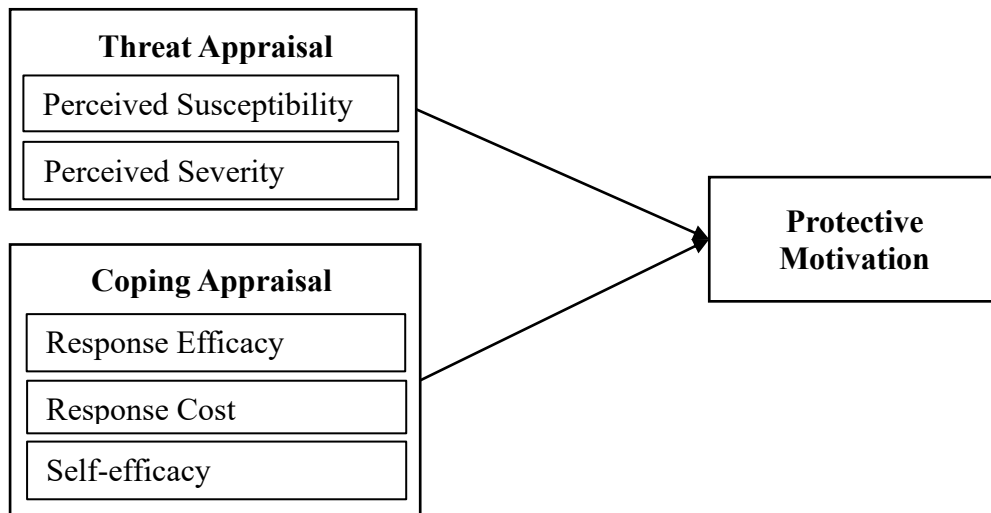 Threat Appraisal
Perceived Susceptibility
Perceived Severity
Coping Appraisal
Response Efficacy
Response Cost
Self-efficacy
Protective
Motivation